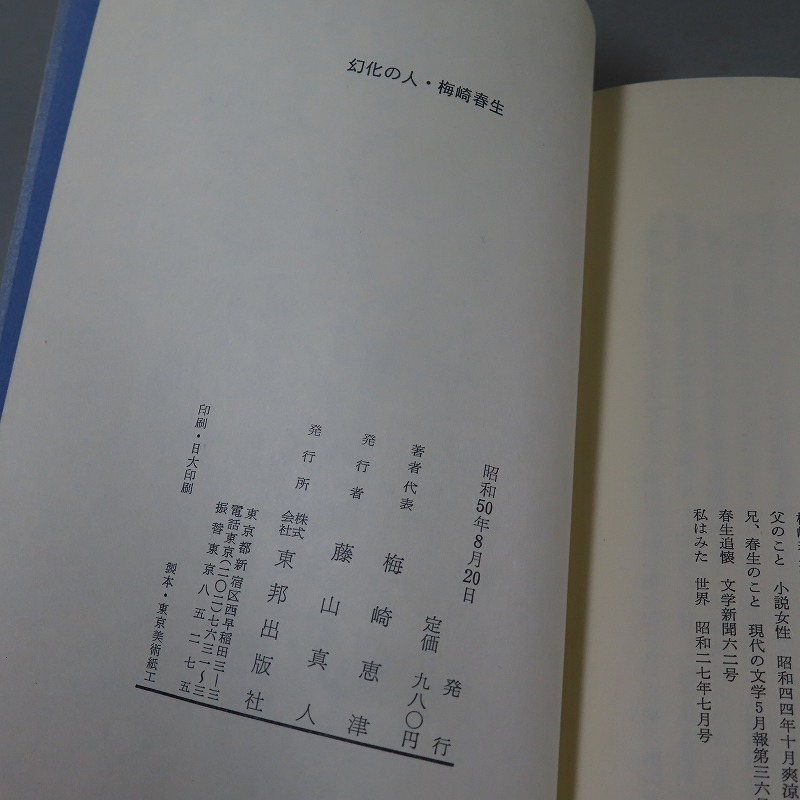 父のこと 小説女性 昭和四四年十月爽涼
兄、春生のこと 現代の文学5月報第三六
春生追懐 文学新聞六二号
私はみた 世界 昭和二七年七月号
幻化の人・梅崎春生
昭和50年8月20日 発行
定価 九八〇円
著者代表 梅崎恵津
発行者 藤山真人
発行所 株式会社 東邦出版社
東京都新宿区西早稲田三—三
電話東京(二〇二)七六三一〜三
振替東京八五二七五
印刷・日大印刷
製本・東京美術紙工